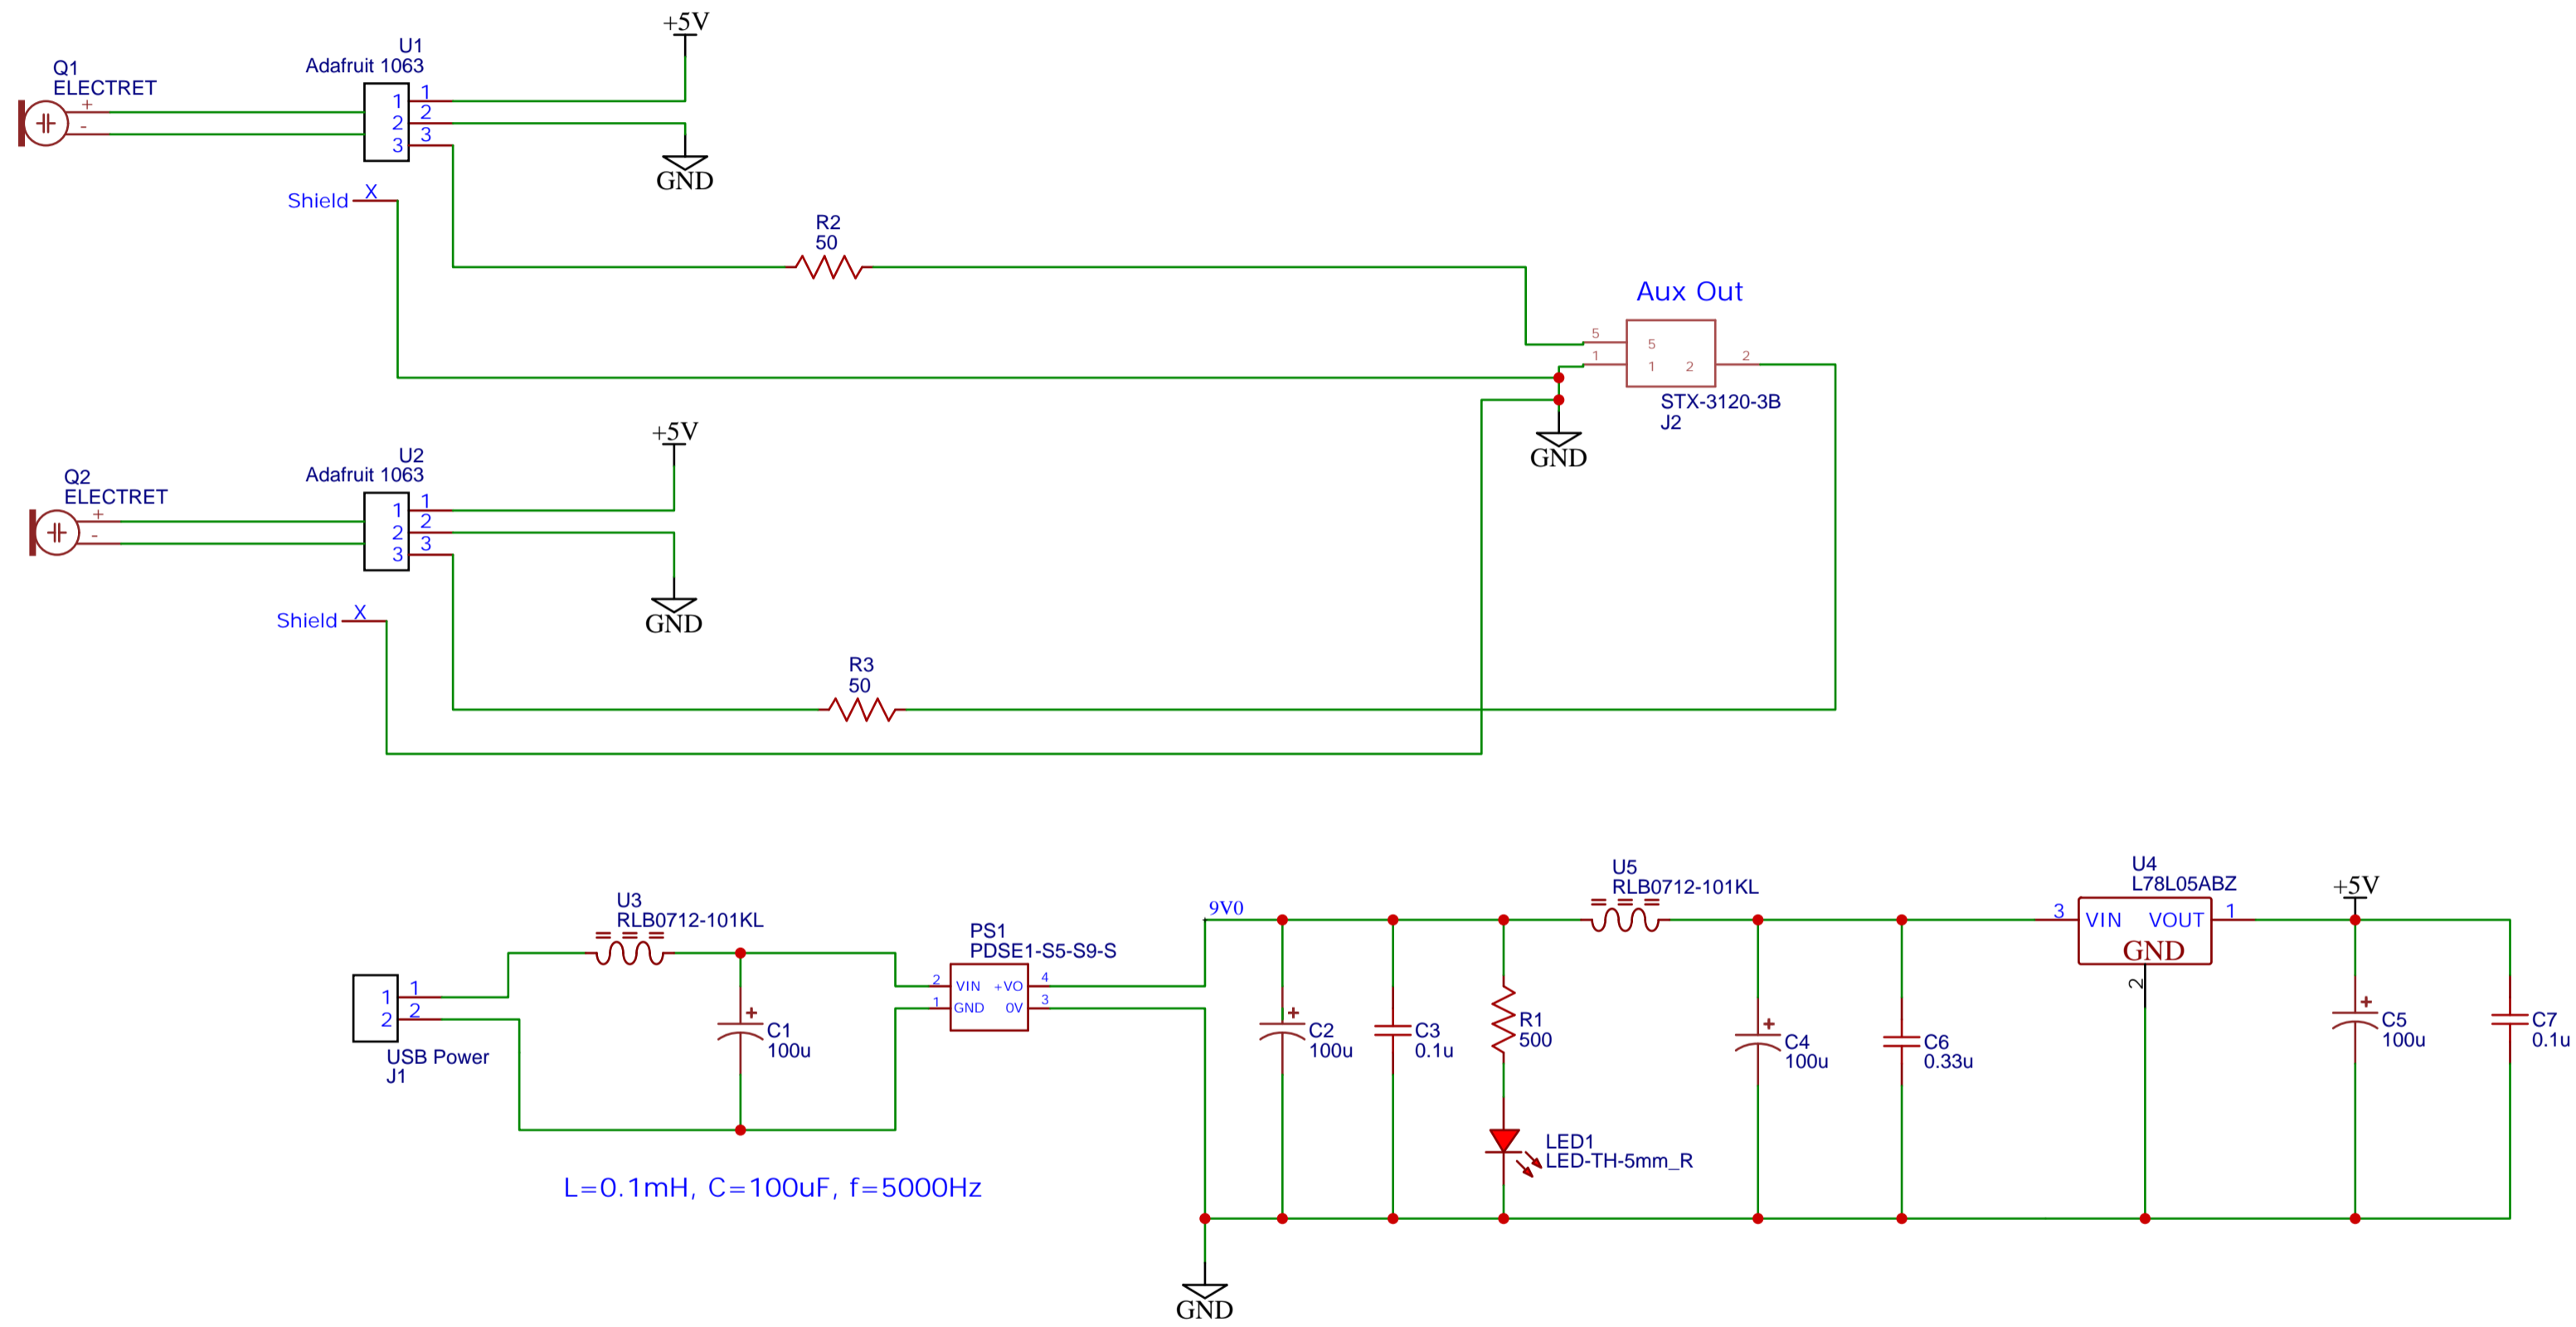 +5V
U1
Adafruit 1063
Q1
ELECTRET
+
-
1 1
2 2
3 3
GND
Shield X
R2
50
Aux Out
5 5
1 1 2 2
STX-3120-3B
J2
GND
+5V
U2
Adafruit 1063
Q2
ELECTRET
+
-
1 1
2 2
3 3
GND
Shield X
R3
50
U3
RLB0712-101KL
1 1
2 2
USB Power
J1
+
C1
100u
PS1
PDSE1-S5-S9-S
2 VIN +VO 4
1 GND 0V 3
L=0.1mH, C=100uF, f=5000Hz
9V0
+
C2
100u
C3
0.1u
R1
500
LED1
LED-TH-5mm_R
U5
RLB0712-101KL
+
C4
100u
C6
0.33u
U4
L78L05ABZ
3 VIN VOUT 1
GND
2
+5V
+
C5
100u
C7
0.1u
GND